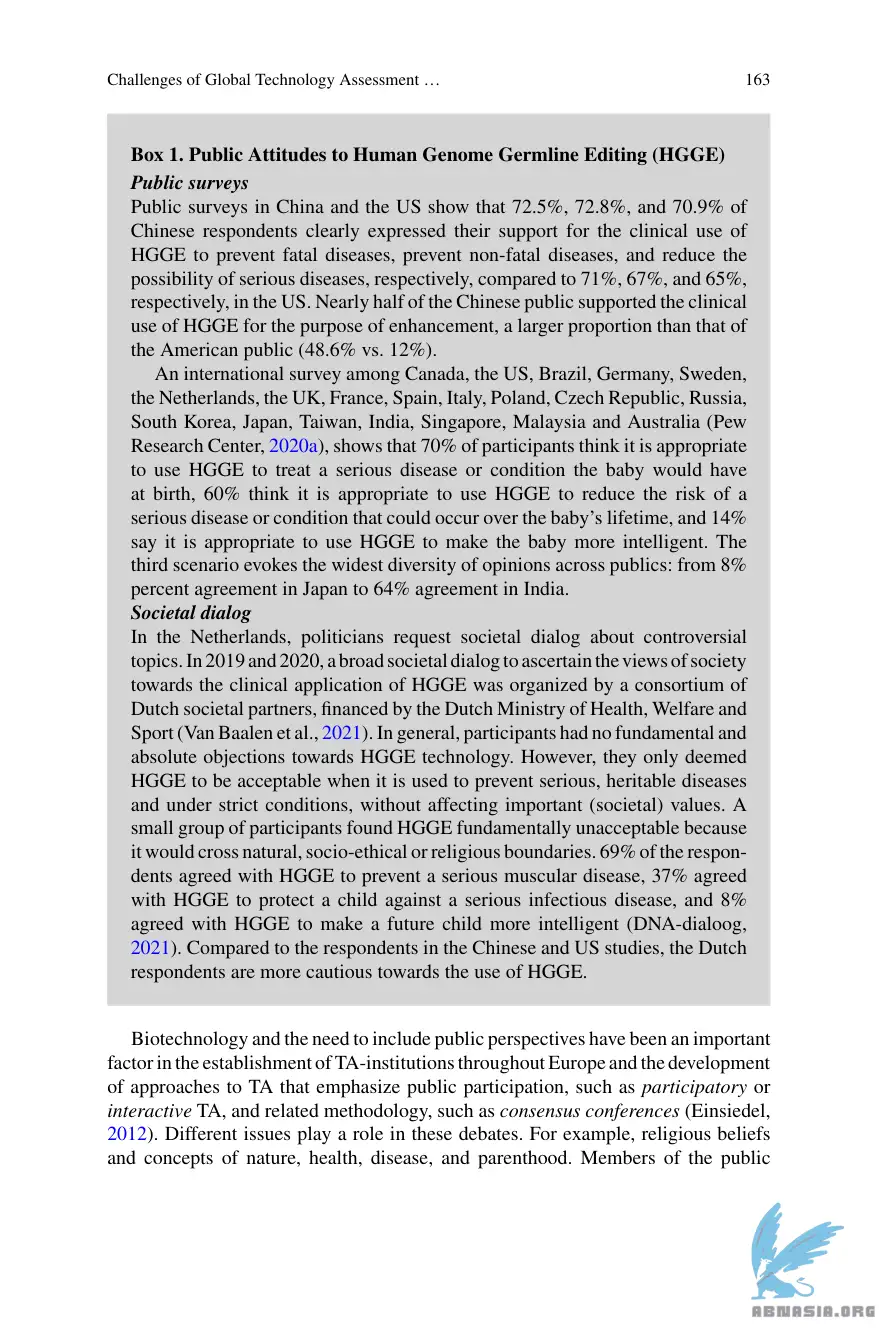 Challenges of Global Technology Assessment … 163
Box 1. Public Attitudes to Human Genome Germline Editing (HGGE)
Public surveys
Public surveys in China and the US show that 72.5%, 72.8%, and 70.9% of
Chinese respondents clearly expressed their support for the clinical use of
HGGE to prevent fatal diseases, prevent non-fatal diseases, and reduce the
possibility of serious diseases, respectively, compared to 71%, 67%, and 65%,
respectively, in the US. Nearly half of the Chinese public supported the clinical
use of HGGE for the purpose of enhancement, a larger proportion than that of
the American public (48.6% vs. 12%).
An international survey among Canada, the US, Brazil, Germany, Sweden,
the Netherlands, the UK, France, Spain, Italy, Poland, Czech Republic, Russia,
South Korea, Japan, Taiwan, India, Singapore, Malaysia and Australia (Pew
Research Center, 2020a), shows that 70% of participants think it is appropriate
to use HGGE to treat a serious disease or condition the baby would have
at birth, 60% think it is appropriate to use HGGE to reduce the risk of a
serious disease or condition that could occur over the baby's lifetime, and 14%
say it is appropriate to use HGGE to make the baby more intelligent. The
third scenario evokes the widest diversity of opinions across publics: from 8%
percent agreement in Japan to 64% agreement in India.
Societal dialog
In the Netherlands, politicians request societal dialog about controversial
topics. In 2019 and 2020, a broad societal dialog to ascertain the views of society
towards the clinical application of HGGE was organized by a consortium of
Dutch societal partners, financed by the Dutch Ministry of Health, Welfare and
Sport (Van Baalen et al., 2021). In general, participants had no fundamental and
absolute objections towards HGGE technology. However, they only deemed
HGGE to be acceptable when it is used to prevent serious, heritable diseases
and under strict conditions, without affecting important (societal) values. A
small group of participants found HGGE fundamentally unacceptable because
it would cross natural, socio-ethical or religious boundaries. 69% of the respon-
dents agreed with HGGE to prevent a serious muscular disease, 37% agreed
with HGGE to protect a child against a serious infectious disease, and 8%
agreed with HGGE to make a future child more intelligent (DNA-dialoog,
2021). Compared to the respondents in the Chinese and US studies, the Dutch
respondents are more cautious towards the use of HGGE.
Biotechnology and the need to include public perspectives have been an important
factor in the establishment of TA-institutions throughout Europe and the development
of approaches to TA that emphasize public participation, such as participatory or
interactive TA, and related methodology, such as consensus conferences (Einsiedel,
2012). Different issues play a role in these debates. For example, religious beliefs
and concepts of nature, health, disease, and parenthood. Members of the public
ABNASIA.ORG